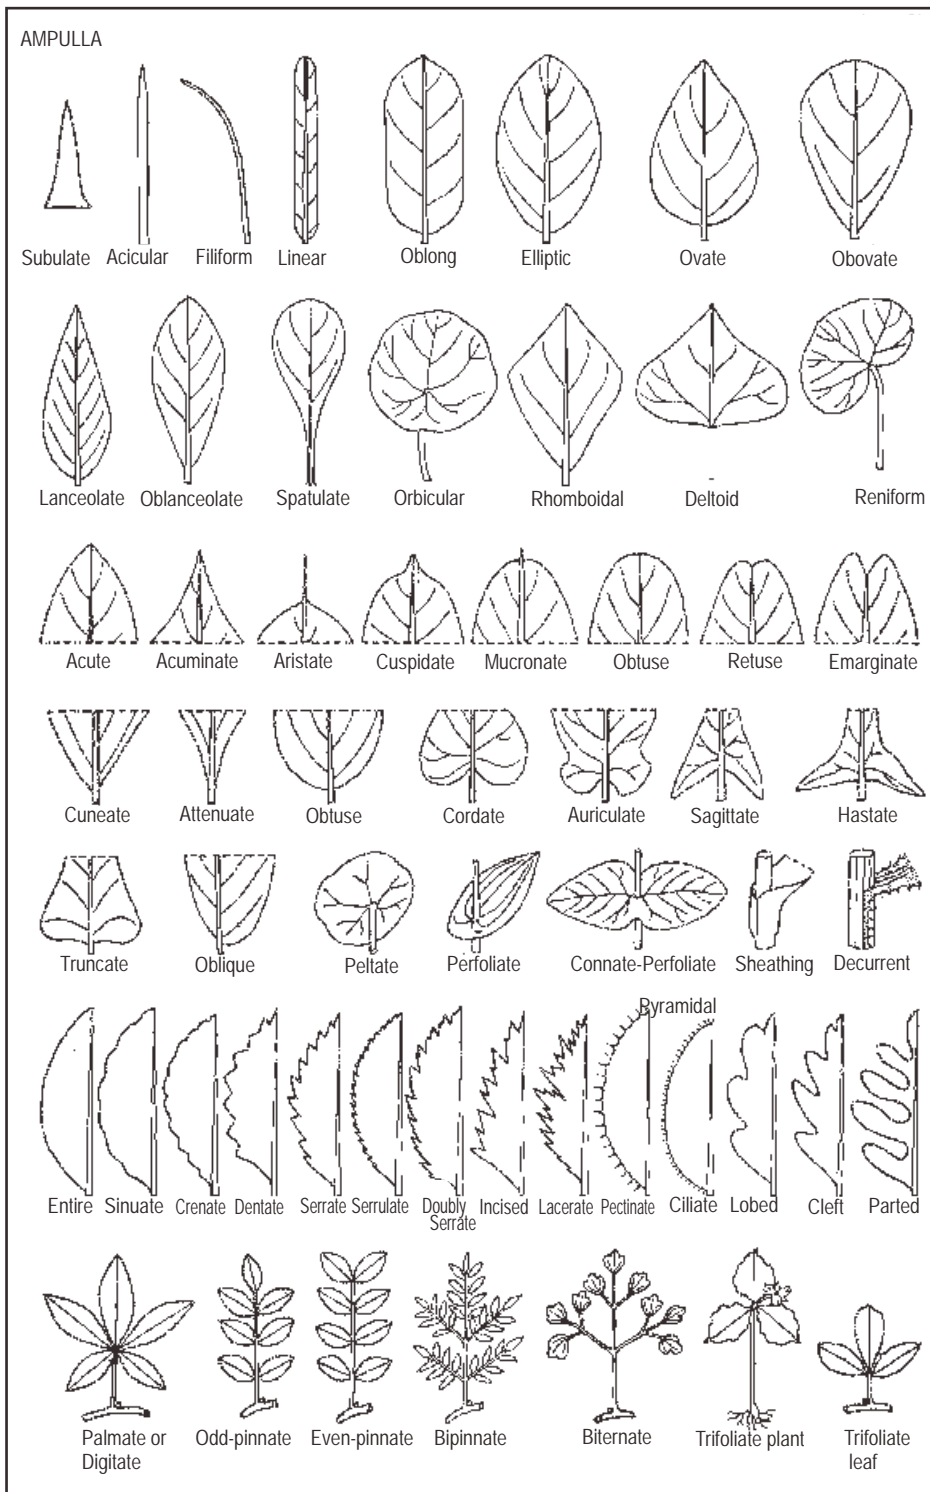 AMPULLA
Subulate Acicular Filiform Linear Oblong Elliptic Ovate Obovate
Lanceolate Oblanceolate Spatulate Orbicular Rhomboidal Deltoid Reniform
Acute Acuminate Aristate Cuspidate Mucronate Obtuse Retuse Emarginate
Cuneate Attenuate Obtuse Cordate Auriculate Sagittate Hastate
Truncate Oblique Peltate Perfoliate Connate-Perfoliate Sheathing Decurrent
Pyramidal
Entire Sinuate Crenate Dentate Serrate Serrulate Doubly Incised Lacerate Pectinate Ciliate Lobed Cleft Parted
Serrate
Palmate or Odd-pinnate Even-pinnate Bipinnate Biternate Trifoliate plant Trifoliate
Digitate leaf